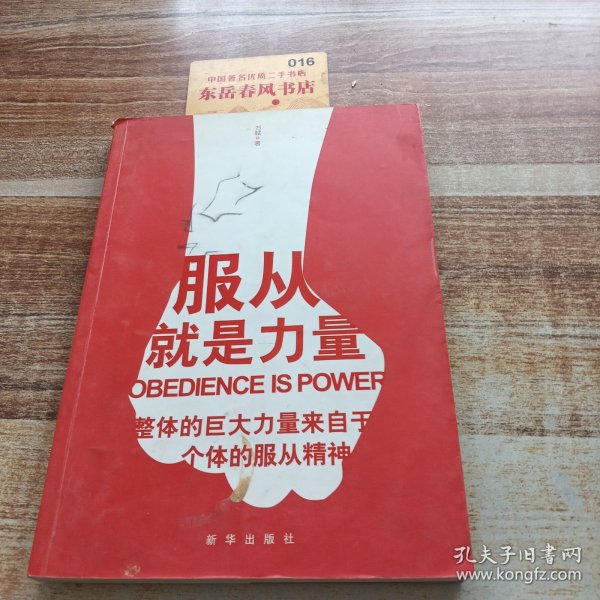 016
中国著名优质二手书店
东岳春风书店
著
服从
就是力量
OBEDIENCE IS POWER
整体的巨大力量来自于
个体的服从精神
新华出版社
孔夫子旧书网
www.kongfz.com